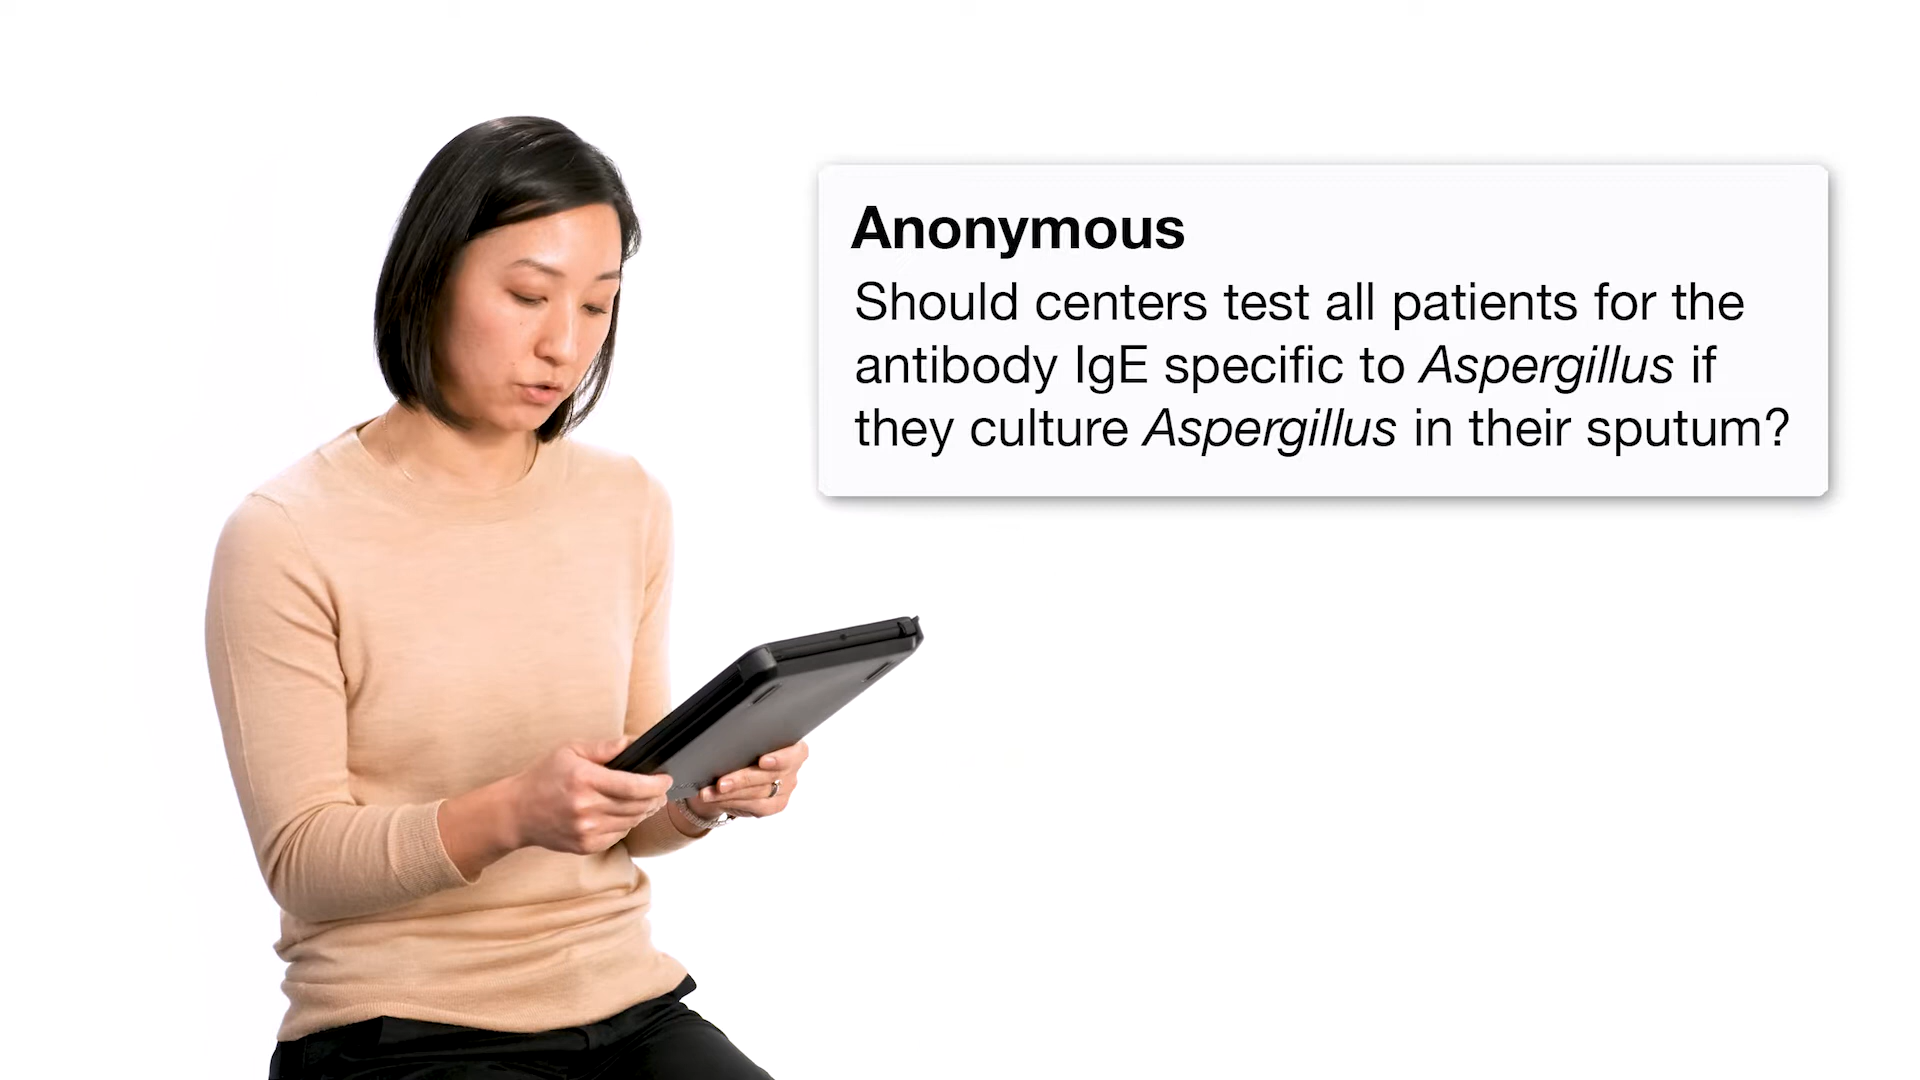 Anonymous
Should centers test all patients for the
antibody IgE specific to Aspergillus if
they culture Aspergillus in their sputum?